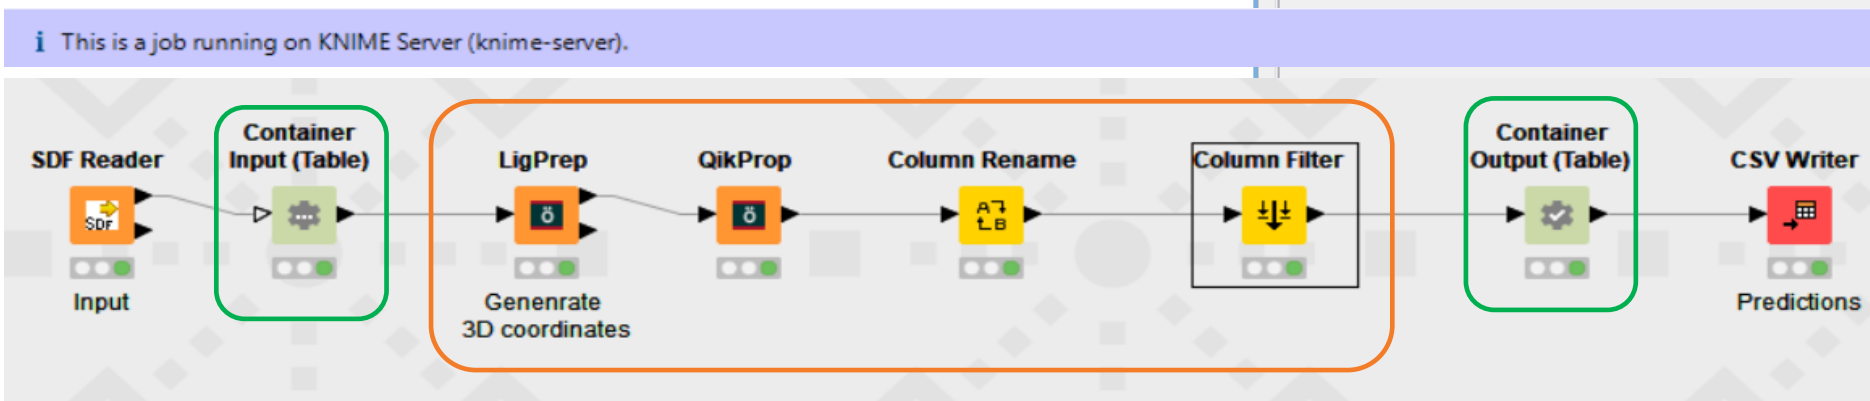 i This is a job running on KNIME Server (knime-server).
SDF Reader
SDF
Input
Container
Input (Table)
LigPrep
ö
Genenrate
3D coordinates
QikProp
ö
Column Rename
A
B
Column Filter
Container
Output (Table)
CSV Writer
Predictions